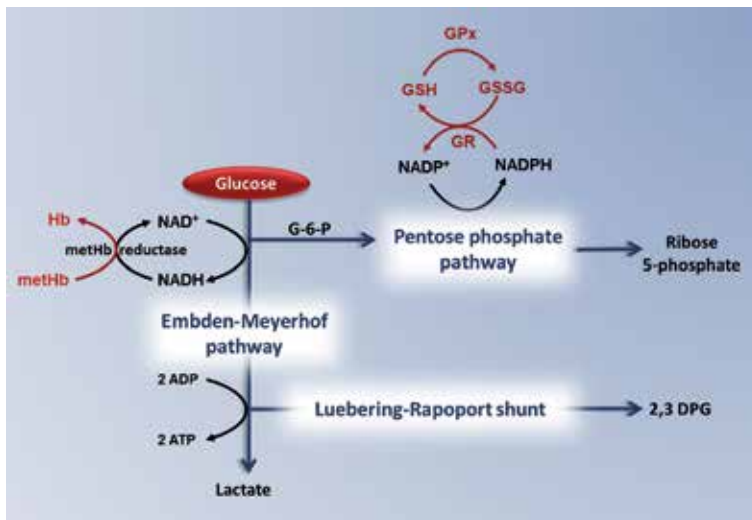 GPx
GSH
GSSG
GR
NADP⁺
NADPH
Glucose
Hb
NAD⁺
metHb reductase
metHb
NADH
G-6-P
Pentose phosphate
pathway
Ribose
5-phosphate
Embden-Meyerhof
pathway
2 ADP
2 ATP
Luebering-Rapoport shunt
2,3 DPG
Lactate